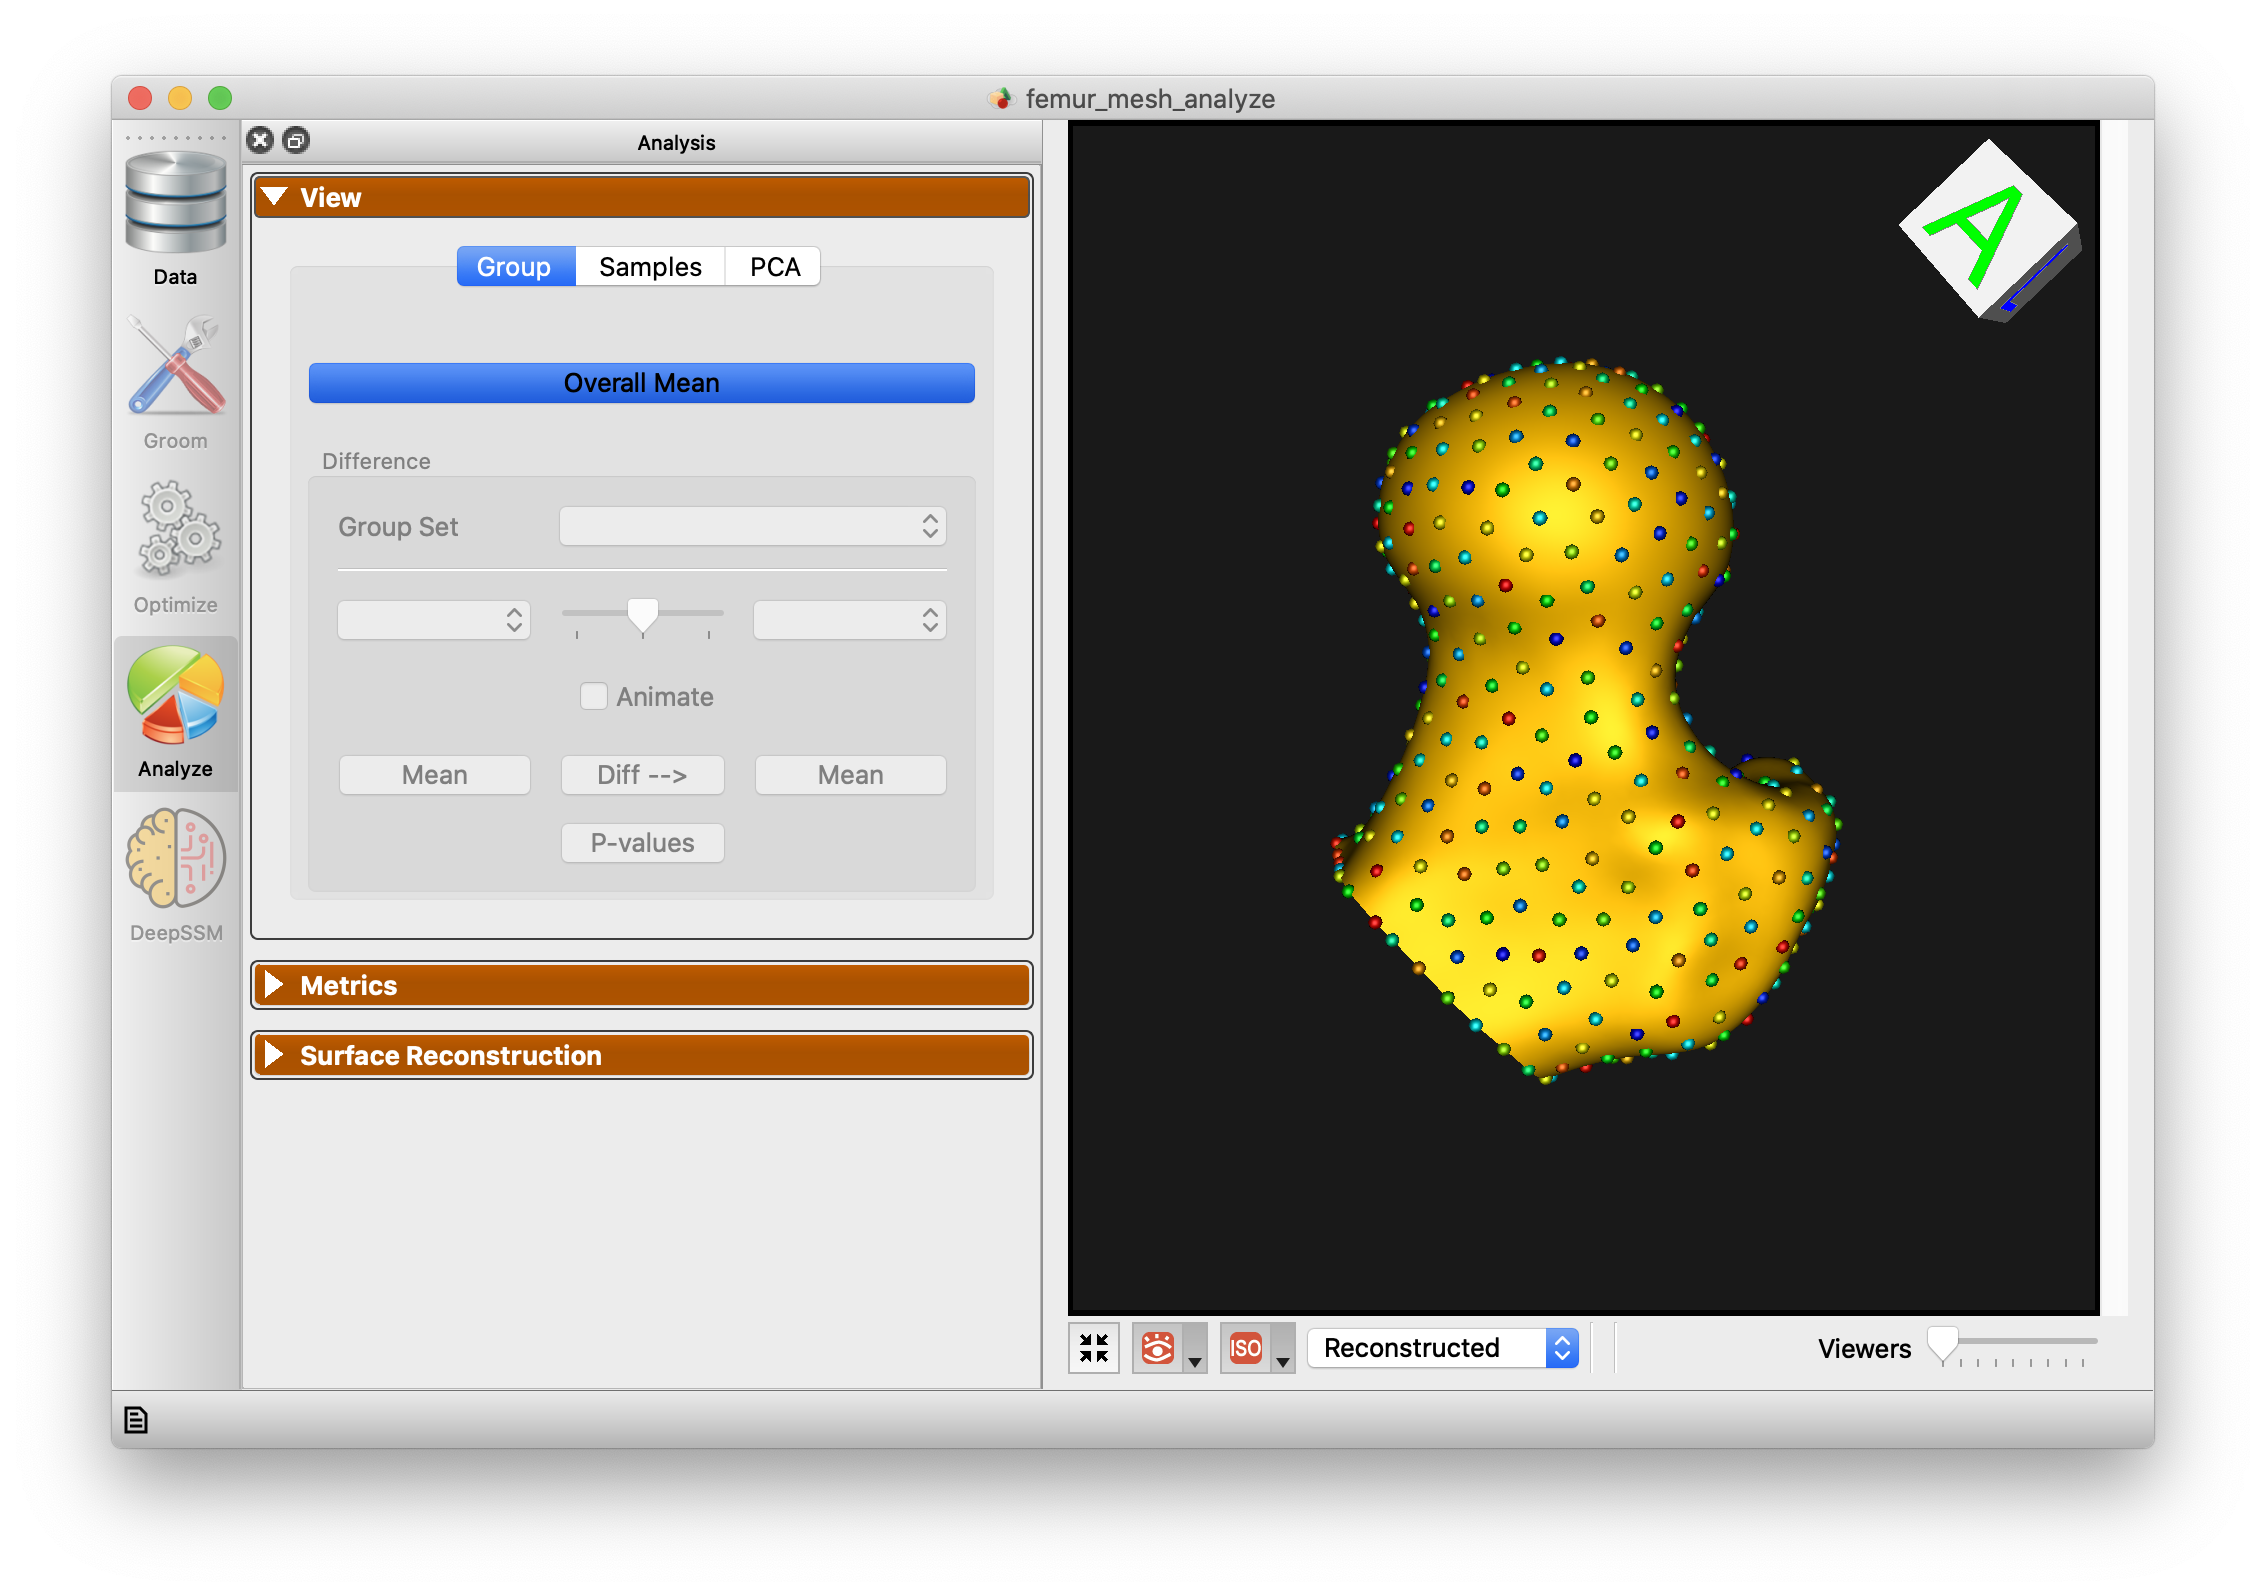 femur_mesh_analyze
Analysis
Data
Groom
Optimize
Analyze
DeepSSM
View
Group Samples PCA
Overall Mean
Difference
Group Set
Animate
Mean Diff --> Mean
P-values
Metrics
Surface Reconstruction
A
ISO
Reconstructed
Viewers